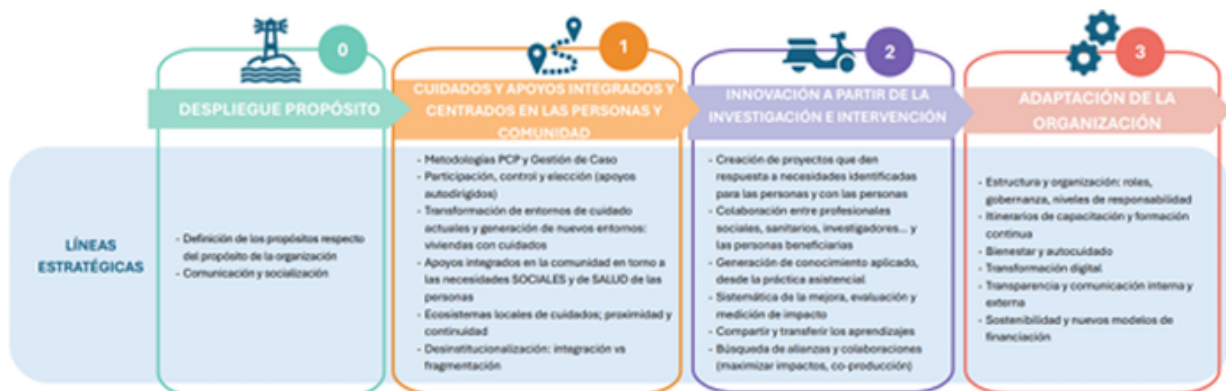 0
DESPLIEGUE PROPÓSITO
1
CUIDADOS Y APOYOS INTEGRADOS Y
CENTRADOS EN LAS PERSONAS Y
COMUNIDAD
2
INNOVACIÓN A PARTIR DE LA
INVESTIGACIÓN E INTERVENCIÓN
3
ADAPTACIÓN DE LA
ORGANIZACIÓN
LÍNEAS
ESTRATÉGICAS
- Definición de los propósitos respecto
del propósito de la organización
- Comunicación y socialización
- Metodologías PCP y Gestión de Caso
- Participación, control y elección (apoyos
autodirigidos)
- Transformación de entornos de cuidado
actuales y generación de nuevos entornos:
viviendas con cuidados
- Apoyos integrados en la comunidad en torno a
las necesidades SOCIALES y de SALUD de las
personas
- Ecosistemas locales de cuidados; proximidad y
continuidad
- Desinstitucionalización: integración vs
fragmentación
- Creación de proyectos que den
respuesta a necesidades identificadas
para las personas y con las personas
- Colaboración entre profesionales
sociales, sanitarios, investigadores... y
las personas beneficiarias
- Generación de conocimiento aplicado,
desde la práctica asistencial
- Sistemática de la mejora, evaluación y
medición de impacto
- Compartir y transferir los aprendizajes
- Búsqueda de alianzas y colaboraciones
(maximizar impactos, co-producción)
- Estructura y organización: roles,
gobernanza, niveles de responsabilidad
- Itinerarios de capacitación y formación
continua
- Bienestar y autocuidado
- Transformación digital
- Transparencia y comunicación interna y
externa
- Sostenibilidad y nuevos modelos de
financiación